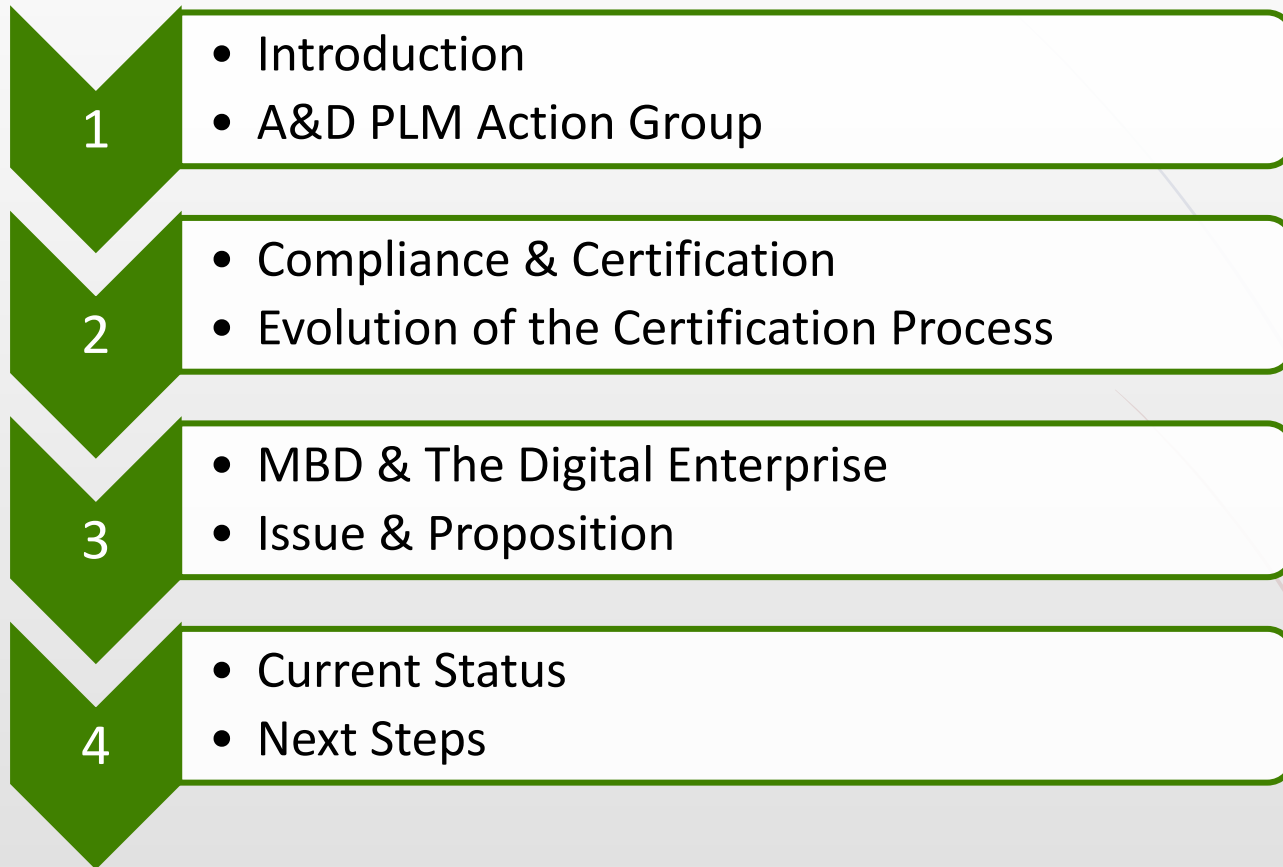 1
• Introduction
• A&D PLM Action Group
2
• Compliance & Certification
• Evolution of the Certification Process
3
• MBD & The Digital Enterprise
• Issue & Proposition
4
• Current Status
• Next Steps